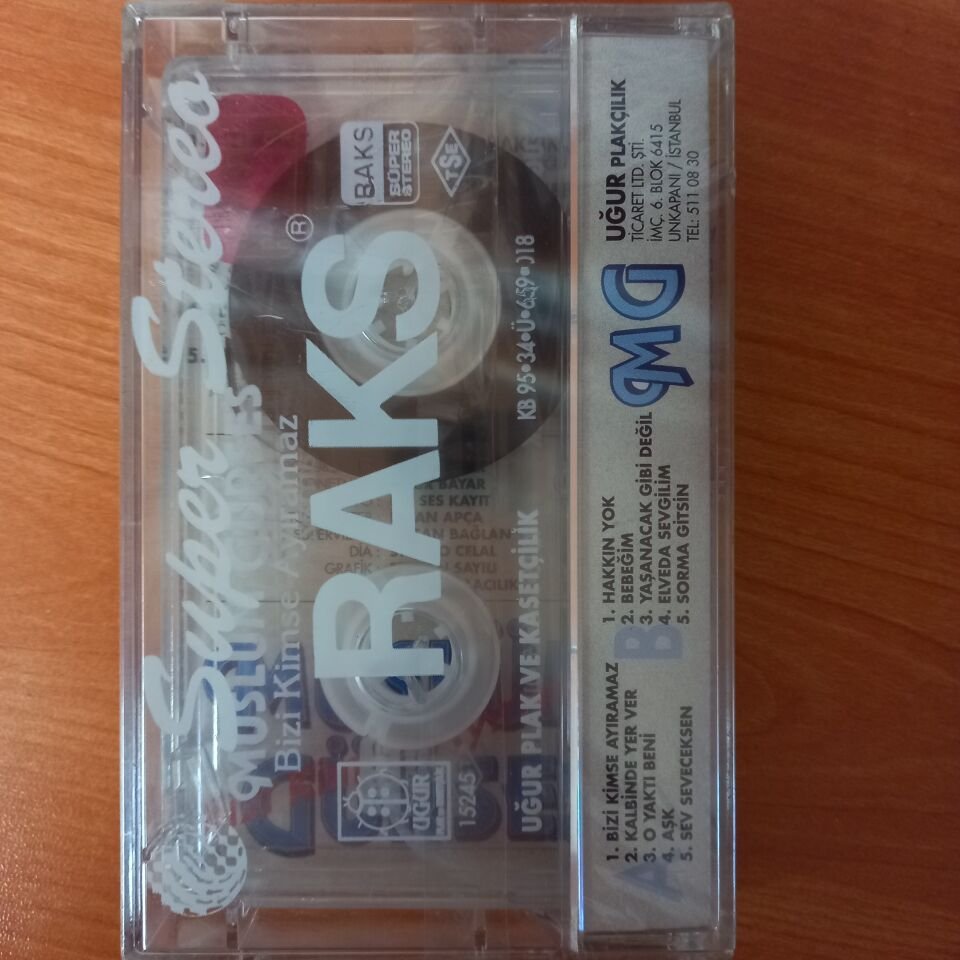 Super Stereo
MÜSLÜM GÜRSES
Bizi Kimse Ayıramaz
RAKS®
RAKS
SÜPER
STEREO
TSE
BAYAR
SES KAYIT
APÇA
DİA :
CELAL
GRAFİK :
SAYILI
UĞUR
15245
KB 95•34•Ü•659•018
UĞUR PLAK VE KASETÇİLİK
A
1. BİZİ KİMSE AYIRAMAZ
2. KALBİNDE YER VER
3. O YAKTI BENİ
4. AŞK
5. SEV SEVECEKSEN
B
1. HAKKIN YOK
2. BEBEĞİM
3. YAŞANACAK GİBİ DEĞİL
4. ELVEDA SEVGİLİM
5. SORMA GİTSİN
MG
UĞUR PLAKÇILIK
TİCARET LTD. ŞTİ.
İMÇ. 6. BLOK 6415
UNKAPANI / İSTANBUL
TEL: 511 08 30